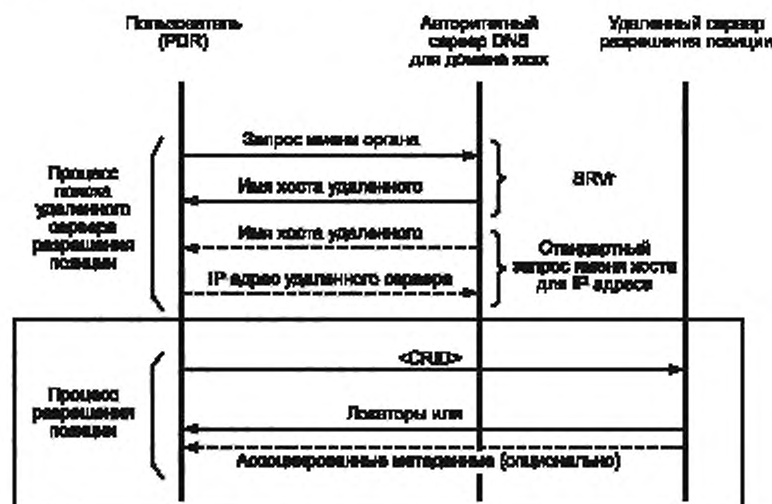 Пользователь
(PDR)
Авторитетный
сервер DNS
для домена xxxx
Удаленный сервер
разрешения позиции
Запрос имени органа
Процесс
поиска
удаленного
сервера
разрешения
позиции
Имя хоста удаленного
SRVr
Имя хоста удаленного
Стандартный
запрос имени хоста
для IP адреса
IP адрес удаленного сервера
<CRID>
Процесс
разрешения
позиции
Локаторы или
Ассоциированные метаданные (опционально)